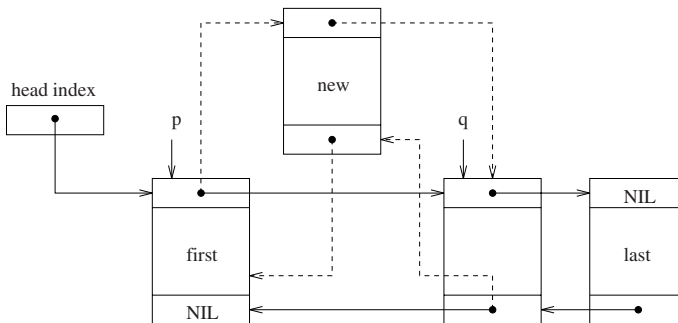 new
head index
p
q
NIL
first
last
NIL